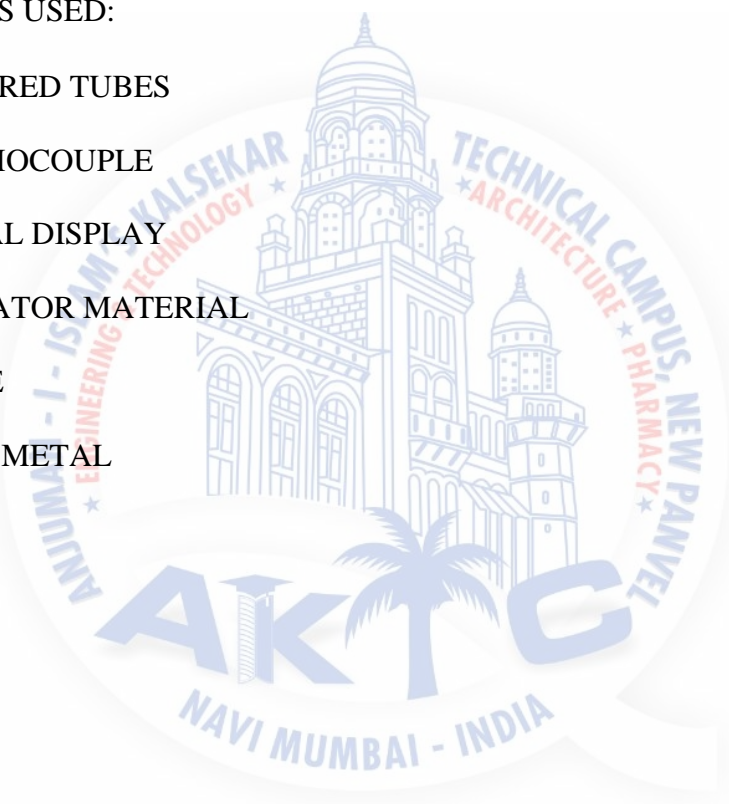 S USED:
RED TUBES
IOCOUPLE
AL DISPLAY
ATOR MATERIAL
E
METAL
ANJUMAN - I - ISLAM'S KALSEKAR TECHNICAL CAMPUS, NEW PANVEL
★ ENGINEERING & TECHNOLOGY ★ ★ ARCHITECTURE ★ PHARMACY ★
AKTC
NAVI MUMBAI - INDIA